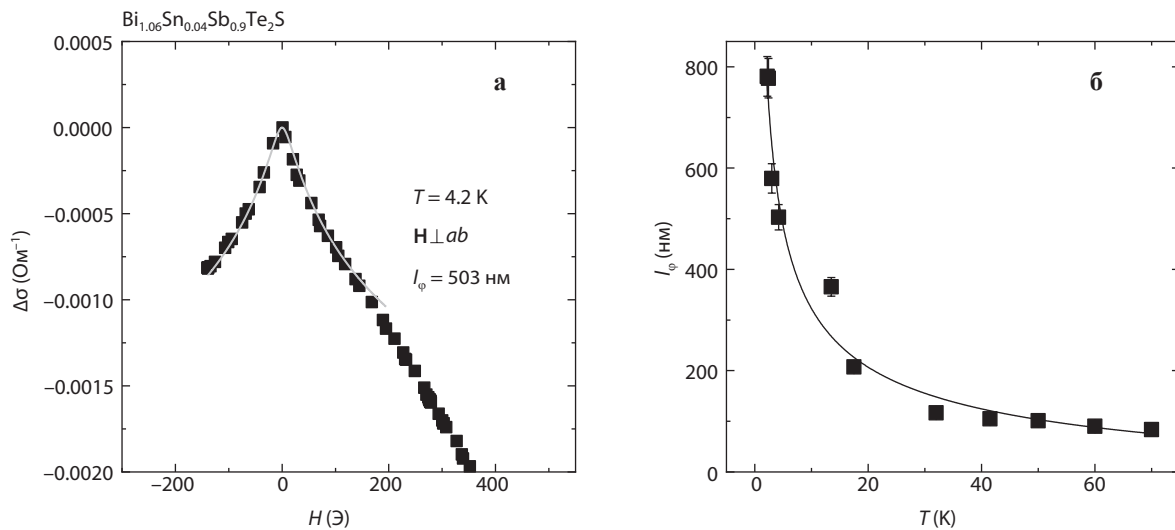 Bi1.06Sn0.04Sb0.9Te2S
а
0.0005
0.0000
−0.0005
−0.0010
−0.0015
−0.0020
Δσ (Ом⁻¹)
T = 4.2 K
H ⊥ ab
lφ = 503 нм
−200
0
200
400
H (Э)
б
800
600
400
200
0
lφ (нм)
0
20
40
60
T (K)